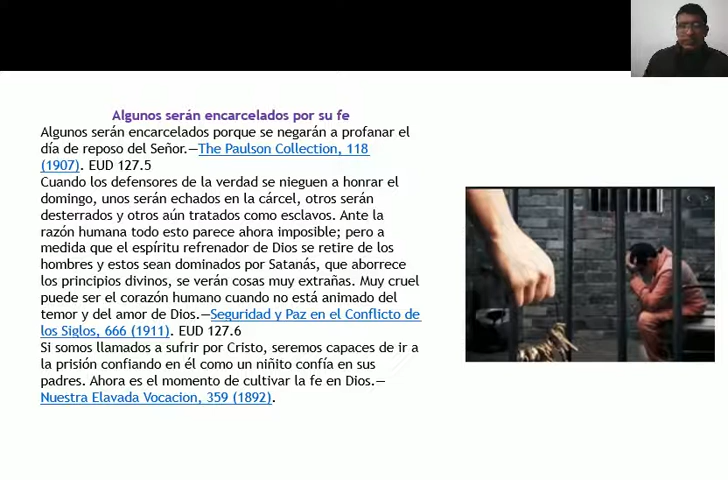 Algunos serán encarcelados por su fe
Algunos serán encarcelados porque se negarán a profanar el
día de reposo del Señor.—The Paulson Collection, 118
(1907). EUD 127.5
Cuando los defensores de la verdad se nieguen a honrar el
domingo, unos serán echados en la cárcel, otros serán
desterrados y otros aún tratados como esclavos. Ante la
razón humana todo esto parece ahora imposible; pero a
medida que el espíritu refrenador de Dios se retire de los
hombres y estos sean dominados por Satanás, que aborrece
los principios divinos, se verán cosas muy extrañas. Muy cruel
puede ser el corazón humano cuando no está animado del
temor y del amor de Dios.—Seguridad y Paz en el Conflicto de
los Siglos, 666 (1911). EUD 127.6
Si somos llamados a sufrir por Cristo, seremos capaces de ir a
la prisión confiando en él como un niñito confía en sus
padres. Ahora es el momento de cultivar la fe en Dios.—
Nuestra Elavada Vocacion, 359 (1892).